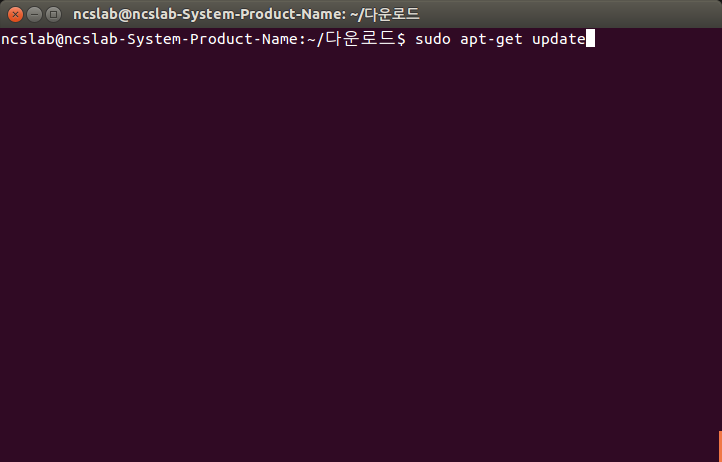 ncslab@ncslab-System-Product-Name: ~/다운로드
ncslab@ncslab-System-Product-Name:~/다운로드$ sudo apt-get update